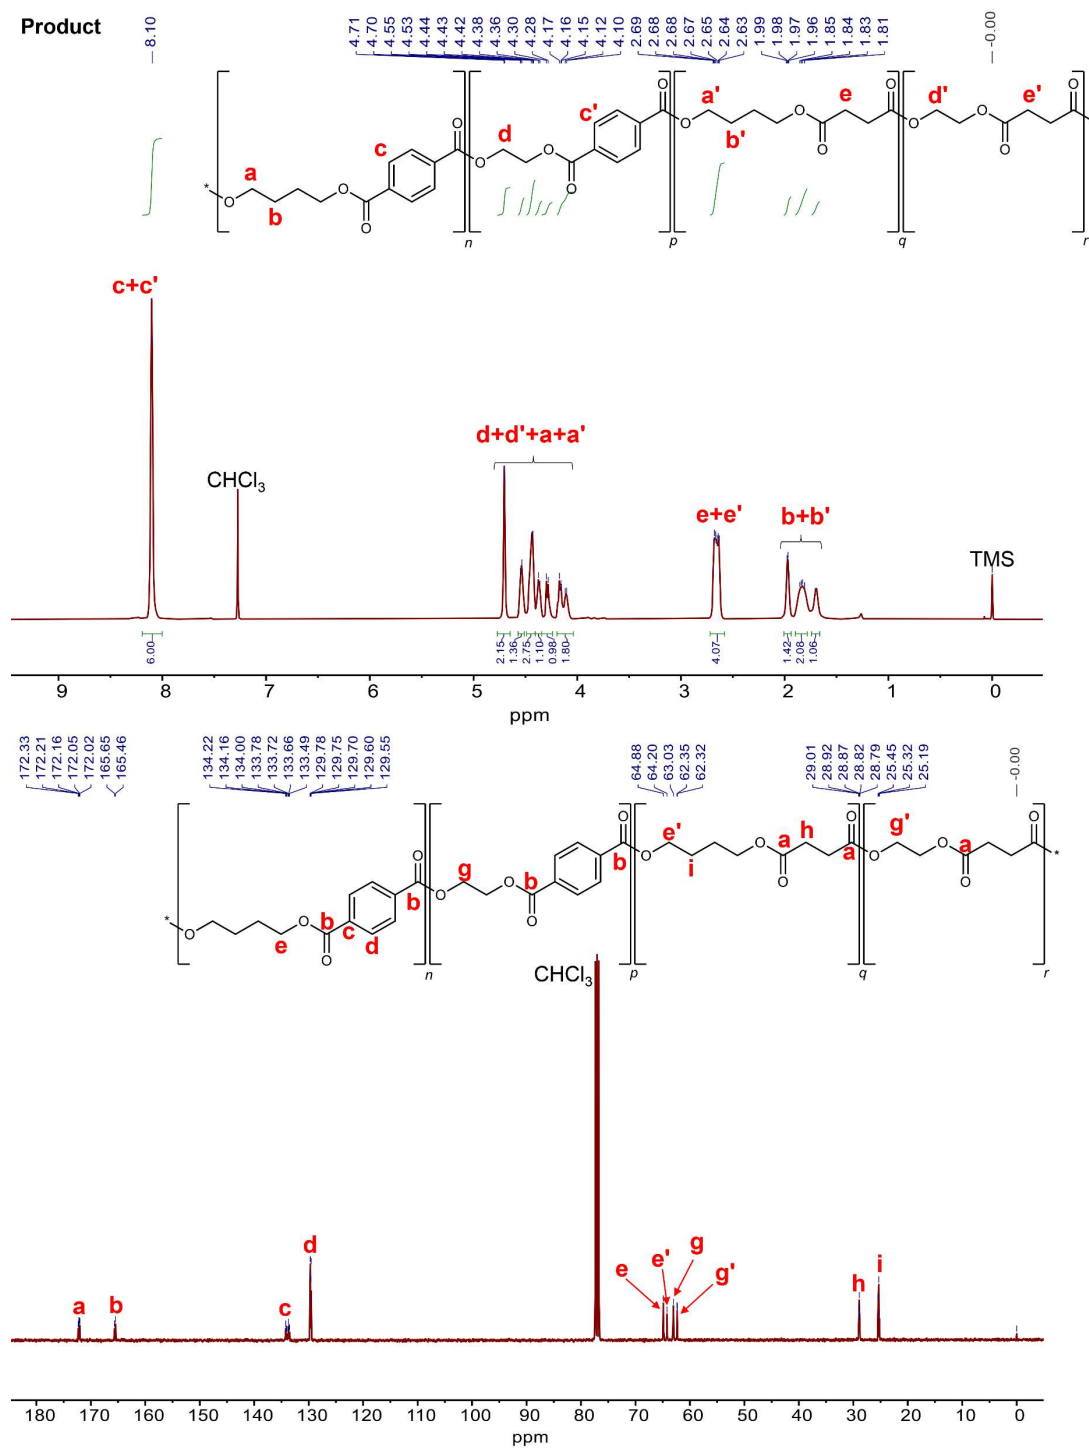 Product
8.10
4.71
4.70
4.55
4.53
4.44
4.43
4.42
4.38
4.36
4.30
4.28
4.17
4.16
4.15
4.12
4.10
2.69
2.68
2.68
2.67
2.65
2.64
2.63
1.99
1.98
1.97
1.96
1.85
1.84
1.83
1.81
-0.00
a' e d' e'
c' b'
c d
a
b
O O O O O O O O O O O O O O O O
* n p q r
c+c'
CHCl3
d+d'+a+a'
e+e' b+b'
TMS
6.00 2.15 1.36 2.75 1.10 0.98 1.80 4.07 1.42 2.08 1.06
9 8 7 6 5 4 3 2 1 0
ppm
172.33
172.21
172.16
172.05
172.02
165.65
165.46
134.22
134.16
134.00
133.78
133.72
133.66
133.49
129.78
129.75
129.70
129.60
129.55
64.88
64.20
63.03
62.35
62.32
29.01
28.92
28.87
28.82
28.79
25.45
25.32
25.19
-0.00
e' a h a g' a
b i
g b
b
b c
e d
O O O O O O O O O O O O O O O O
* * n p q r
CHCl3
d
e e' g g'
a b c h i
180 170 160 150 140 130 120 110 100 90 80 70 60 50 40 30 20 10 0
ppm